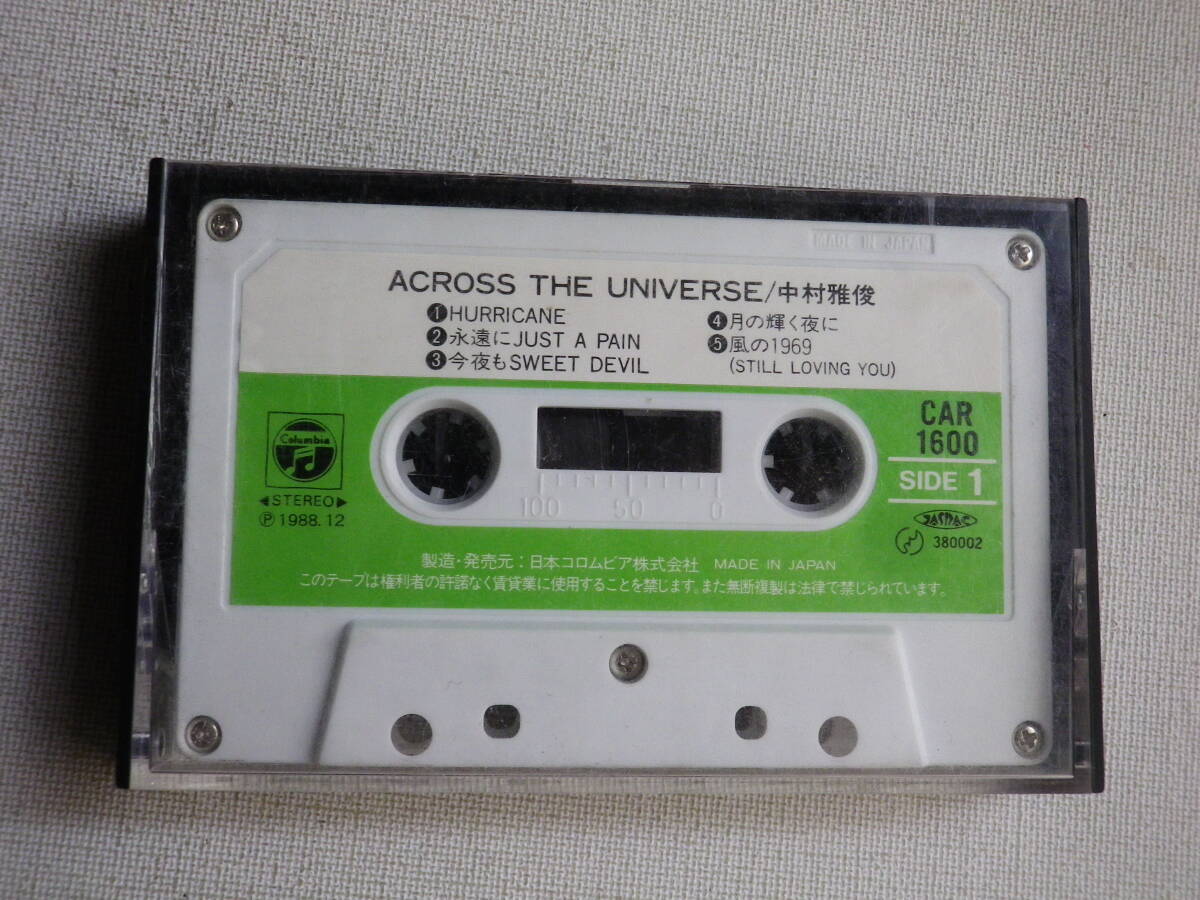 MADE IN JAPAN
ACROSS THE UNIVERSE/中村雅俊
❶HURRICANE
❷永遠にJUST A PAIN
❸今夜もSWEET DEVIL
❹月の輝く夜に
❺風の1969
(STILL LOVING YOU)
Columbia
◀STEREO▶
Ⓟ1988.12
100 50 0
CAR
1600
SIDE 1
JASRAC
380002
製造・発売元:日本コロムビア株式会社 MADE IN JAPAN
このテープは権利者の許諾なく賃貸業に使用することを禁じます。また無断複製は法律で禁じられています。